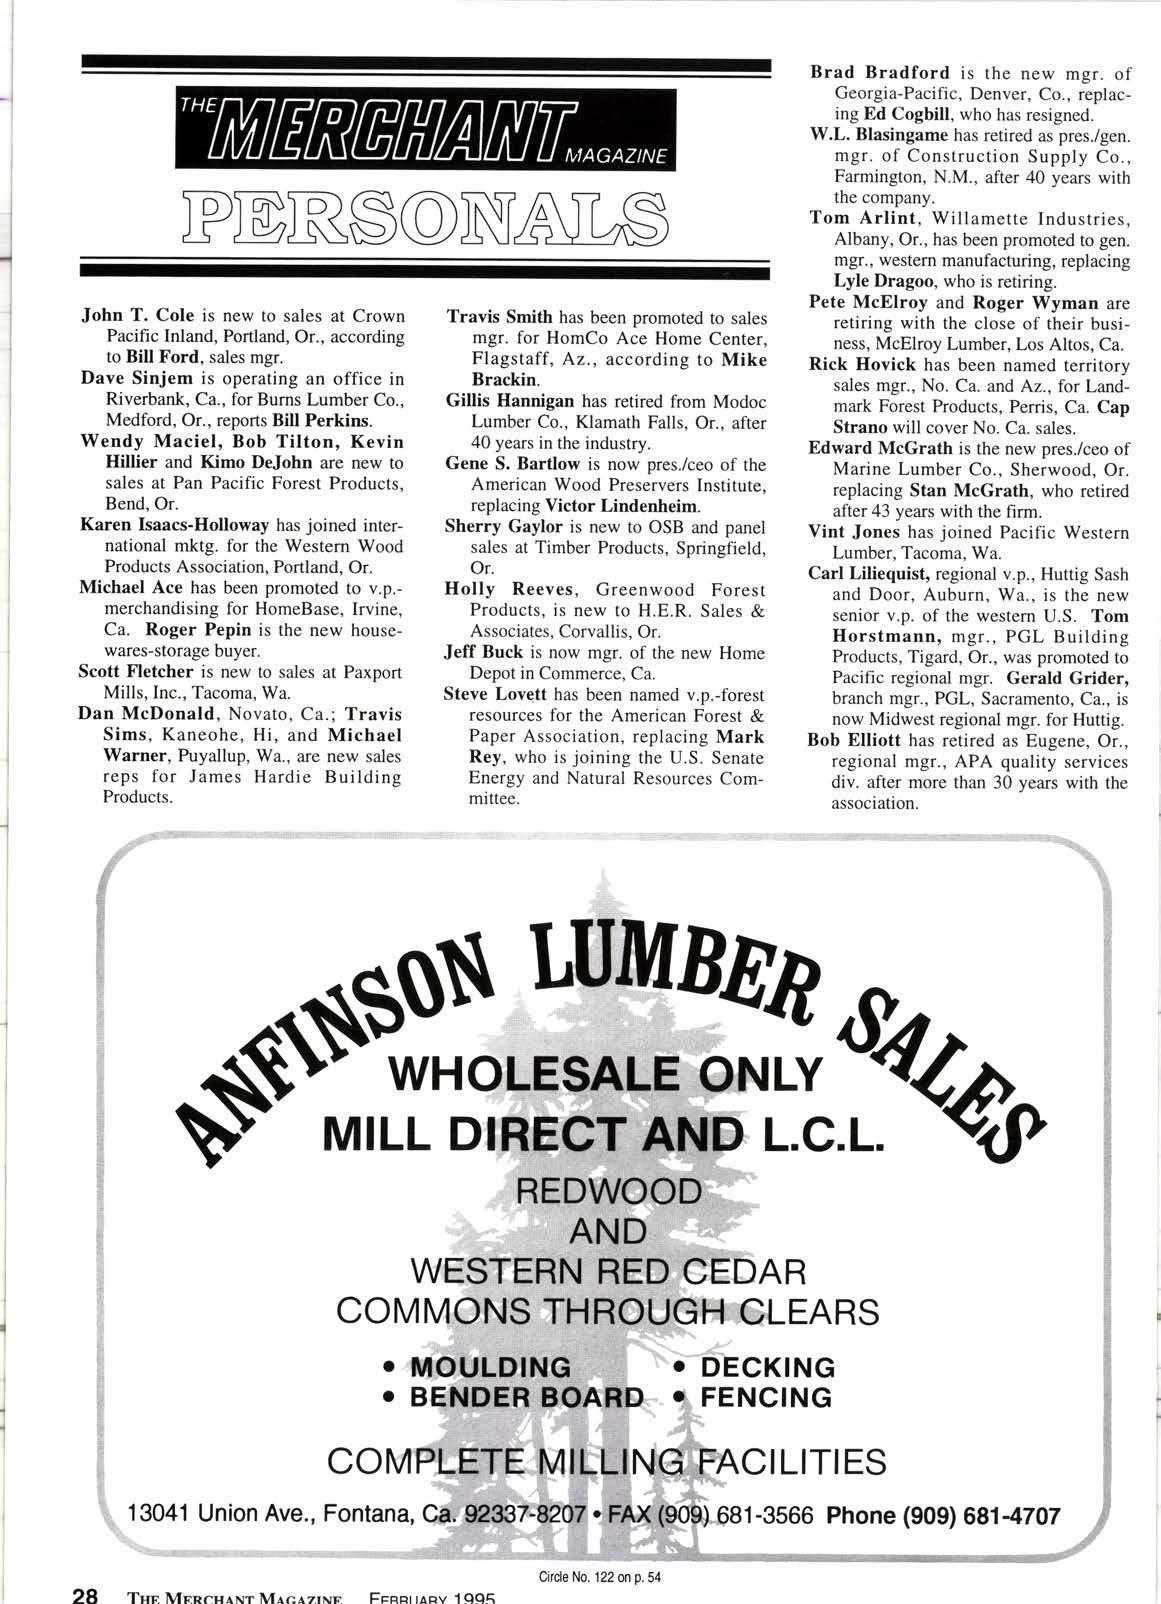 THE MERCHANT MAGAZINE
PERSONALS
John T. Cole is new to sales at Crown
Pacific Inland, Portland, Or., according
to Bill Ford, sales mgr.
Dave Sinjem is operating an office in
Riverbank, Ca., for Burns Lumber Co.,
Medford, Or., reports Bill Perkins.
Wendy Maciel, Bob Tilton, Kevin
Hillier and Kimo DeJohn are new to
sales at Pan Pacific Forest Products,
Bend, Or.
Karen Isaacs-Holloway has joined inter-
national mktg. for the Western Wood
Products Association, Portland, Or.
Michael Ace has been promoted to v.p.-
merchandising for HomeBase, Irvine,
Ca. Roger Pepin is the new house-
wares-storage buyer.
Scott Fletcher is new to sales at Paxport
Mills, Inc., Tacoma, Wa.
Dan McDonald, Novato, Ca.; Travis
Sims, Kaneohe, Hi, and Michael
Warner, Puyallup, Wa., are new sales
reps for James Hardie Building
Products.
Travis Smith has been promoted to sales
mgr. for HomCo Ace Home Center,
Flagstaff, Az., according to Mike
Brackin.
Gillis Hannigan has retired from Modoc
Lumber Co., Klamath Falls, Or., after
40 years in the industry.
Gene S. Bartlow is now pres./ceo of the
American Wood Preservers Institute,
replacing Victor Lindenheim.
Sherry Gaylor is new to OSB and panel
sales at Timber Products, Springfield,
Or.
Holly Reeves, Greenwood Forest
Products, is new to H.E.R. Sales &
Associates, Corvallis, Or.
Jeff Buck is now mgr. of the new Home
Depot in Commerce, Ca.
Steve Lovett has been named v.p.-forest
resources for the American Forest &
Paper Association, replacing Mark
Rey, who is joining the U.S. Senate
Energy and Natural Resources Com-
mittee.
Brad Bradford is the new mgr. of
Georgia-Pacific, Denver, Co., replac-
ing Ed Cogbill, who has resigned.
W.L. Blasingame has retired as pres./gen.
mgr. of Construction Supply Co.,
Farmington, N.M., after 40 years with
the company.
Tom Arlint, Willamette Industries,
Albany, Or., has been promoted to gen.
mgr., western manufacturing, replacing
Lyle Dragoo, who is retiring.
Pete McElroy and Roger Wyman are
retiring with the close of their busi-
ness, McElroy Lumber, Los Altos, Ca.
Rick Hovick has been named territory
sales mgr., No. Ca. and Az., for Land-
mark Forest Products, Perris, Ca. Cap
Strano will cover No. Ca. sales.
Edward McGrath is the new pres./ceo of
Marine Lumber Co., Sherwood, Or.
replacing Stan McGrath, who retired
after 43 years with the firm.
Vint Jones has joined Pacific Western
Lumber, Tacoma, Wa.
Carl Liliequist, regional v.p., Huttig Sash
and Door, Auburn, Wa., is the new
senior v.p. of the western U.S. Tom
Horstmann, mgr., PGL Building
Products, Tigard, Or., was promoted to
Pacific regional mgr. Gerald Grider,
branch mgr., PGL, Sacramento, Ca., is
now Midwest regional mgr. for Huttig.
Bob Elliott has retired as Eugene, Or.,
regional mgr., APA quality services
div. after more than 30 years with the
association.
ANFINSON LUMBER SALES
WHOLESALE ONLY
MILL DIRECT AND L.C.L.
REDWOOD
AND
WESTERN RED CEDAR
COMMONS THROUGH CLEARS
• MOULDING • DECKING
• BENDER BOARD • FENCING
COMPLETE MILLING FACILITIES
13041 Union Ave., Fontana, Ca. 92337-8207 • FAX (909) 681-3566 Phone (909) 681-4707
Circle No. 122 on p. 54
28 THE MERCHANT MAGAZINE FEBRUARY 1995